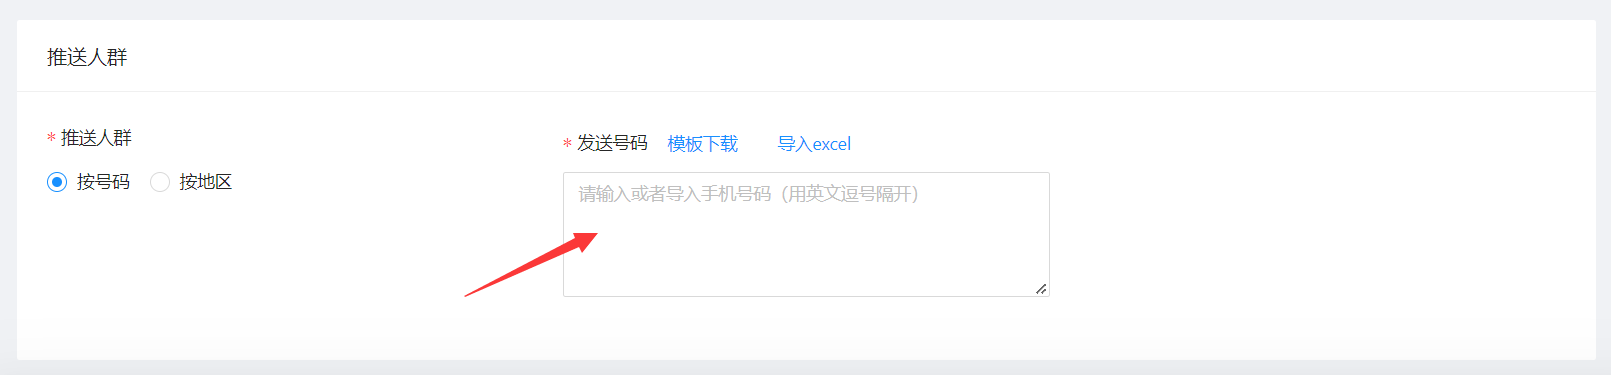 推送人群
* 推送人群
按号码 按地区
* 发送号码 模板下载 导入excel
请输入或者导入手机号码（用英文逗号隔开）